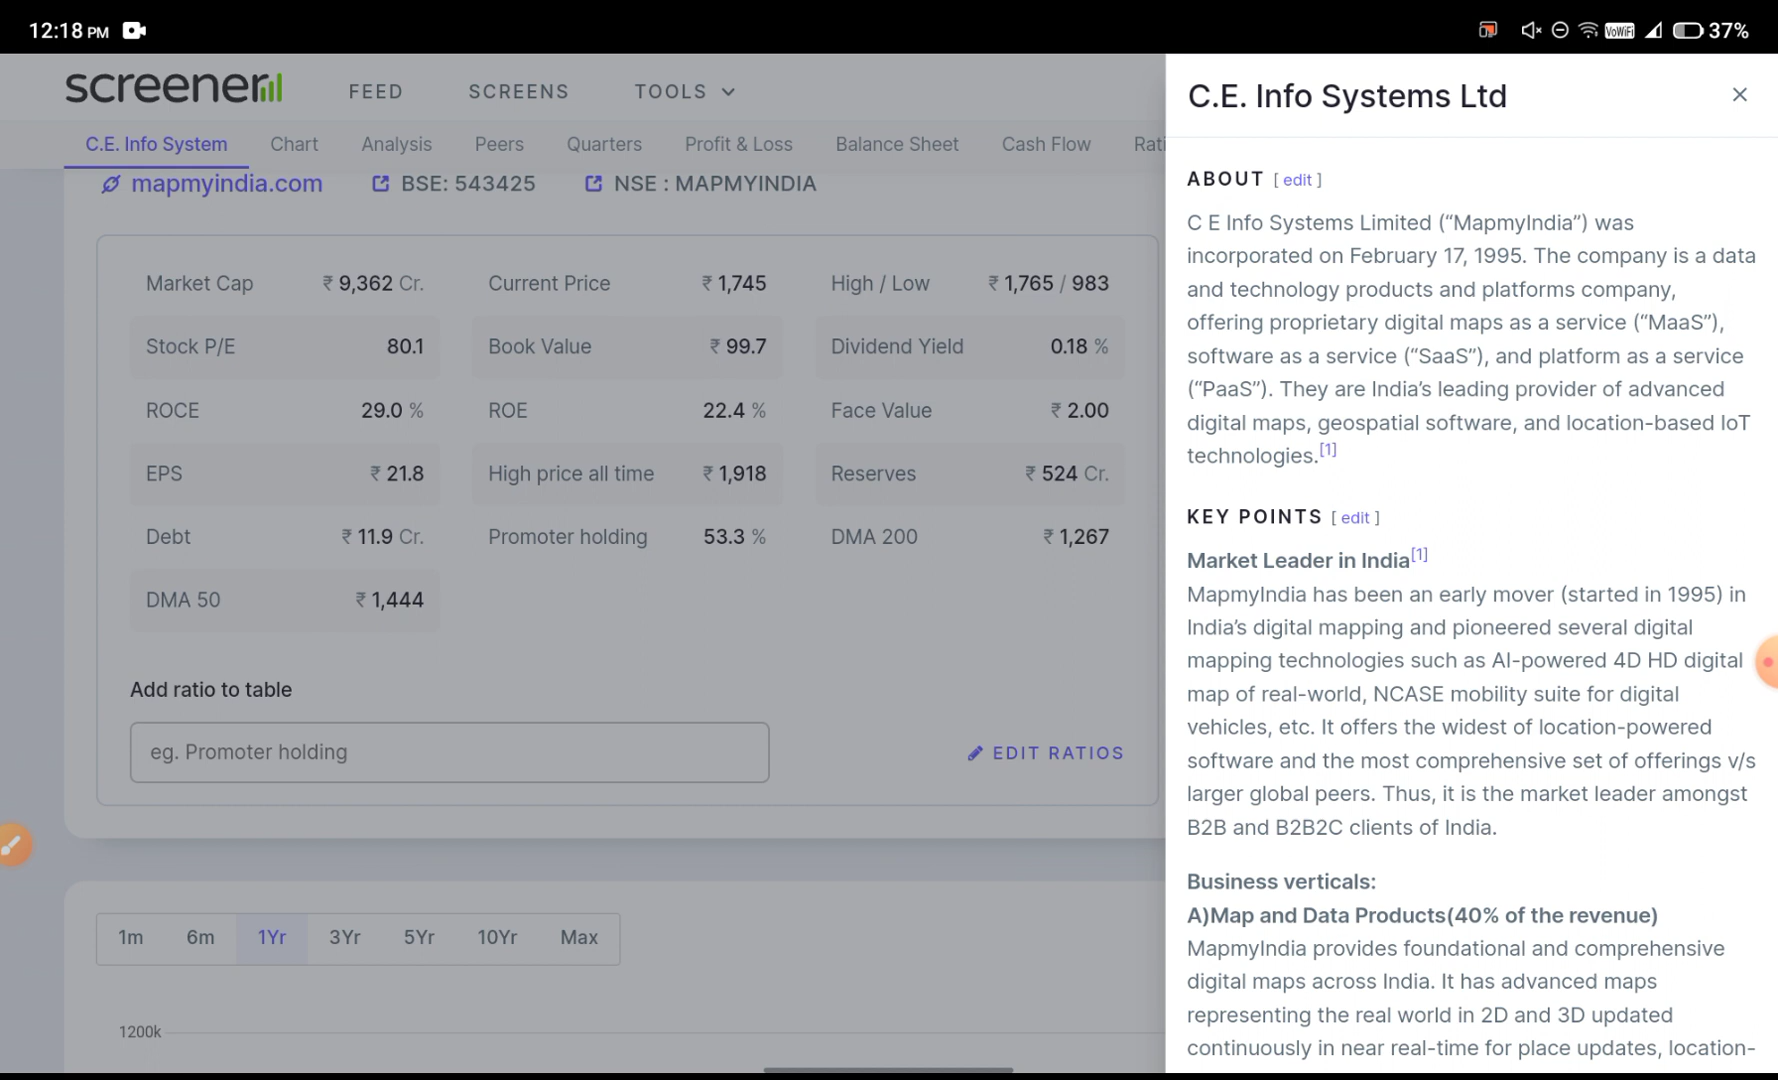 12:18 PM
VoWiFi 37%
screener
FEED SCREENS TOOLS
C.E. Info System Chart Analysis Peers Quarters Profit & Loss Balance Sheet Cash Flow Rati
mapmyindia.com BSE: 543425 NSE : MAPMYINDIA
Market Cap ₹ 9,362 Cr. Current Price ₹ 1,745 High / Low ₹ 1,765 / 983
Stock P/E 80.1 Book Value ₹ 99.7 Dividend Yield 0.18 %
ROCE 29.0 % ROE 22.4 % Face Value ₹ 2.00
EPS ₹ 21.8 High price all time ₹ 1,918 Reserves ₹ 524 Cr.
Debt ₹ 11.9 Cr. Promoter holding 53.3 % DMA 200 ₹ 1,267
DMA 50 ₹ 1,444
Add ratio to table
eg. Promoter holding
EDIT RATIOS
1m 6m 1Yr 3Yr 5Yr 10Yr Max
1200k
C.E. Info Systems Ltd
ABOUT [ edit ]
C E Info Systems Limited (“MapmyIndia”) was
incorporated on February 17, 1995. The company is a data
and technology products and platforms company,
offering proprietary digital maps as a service (“MaaS”),
software as a service (“SaaS”), and platform as a service
(“PaaS”). They are India’s leading provider of advanced
digital maps, geospatial software, and location-based IoT
technologies.[1]
KEY POINTS [ edit ]
Market Leader in India[1]
MapmyIndia has been an early mover (started in 1995) in
India’s digital mapping and pioneered several digital
mapping technologies such as AI-powered 4D HD digital
map of real-world, NCASE mobility suite for digital
vehicles, etc. It offers the widest of location-powered
software and the most comprehensive set of offerings v/s
larger global peers. Thus, it is the market leader amongst
B2B and B2B2C clients of India.
Business verticals:
A)Map and Data Products(40% of the revenue)
MapmyIndia provides foundational and comprehensive
digital maps across India. It has advanced maps
representing the real world in 2D and 3D updated
continuously in near real-time for place updates, location-